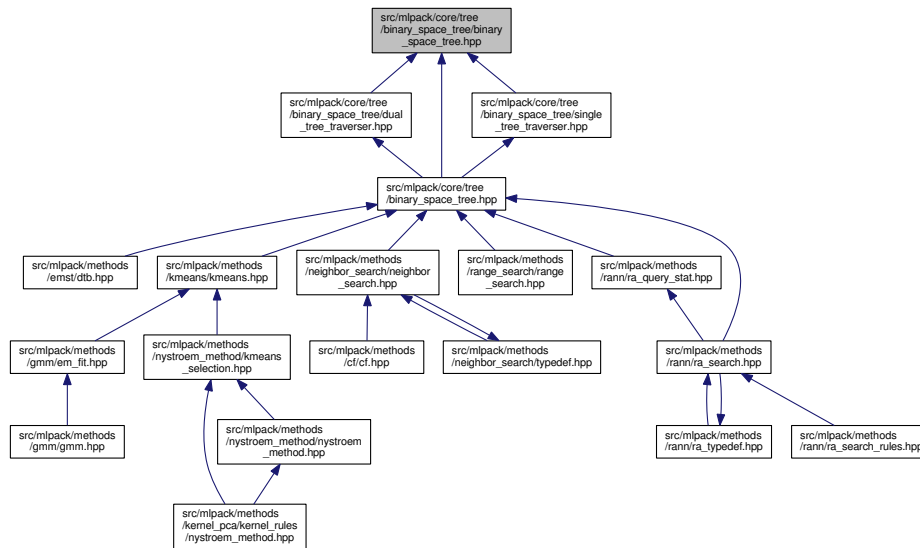 src/mlpack/core/tree
/binary_space_tree/binary
_space_tree.hpp
src/mlpack/core/tree
/binary_space_tree/dual
_tree_traverser.hpp
src/mlpack/core/tree
/binary_space_tree/single
_tree_traverser.hpp
src/mlpack/core/tree
/binary_space_tree.hpp
src/mlpack/methods
/emst/dtb.hpp
src/mlpack/methods
/kmeans/kmeans.hpp
src/mlpack/methods
/neighbor_search/neighbor
_search.hpp
src/mlpack/methods
/range_search/range
_search.hpp
src/mlpack/methods
/rann/ra_query_stat.hpp
src/mlpack/methods
/gmm/em_fit.hpp
src/mlpack/methods
/nystroem_method/kmeans
_selection.hpp
src/mlpack/methods
/cf/cf.hpp
src/mlpack/methods
/neighbor_search/typedef.hpp
src/mlpack/methods
/rann/ra_search.hpp
src/mlpack/methods
/gmm/gmm.hpp
src/mlpack/methods
/nystroem_method/nystroem
_method.hpp
src/mlpack/methods
/rann/ra_typedef.hpp
src/mlpack/methods
/rann/ra_search_rules.hpp
src/mlpack/methods
/kernel_pca/kernel_rules
/nystroem_method.hpp